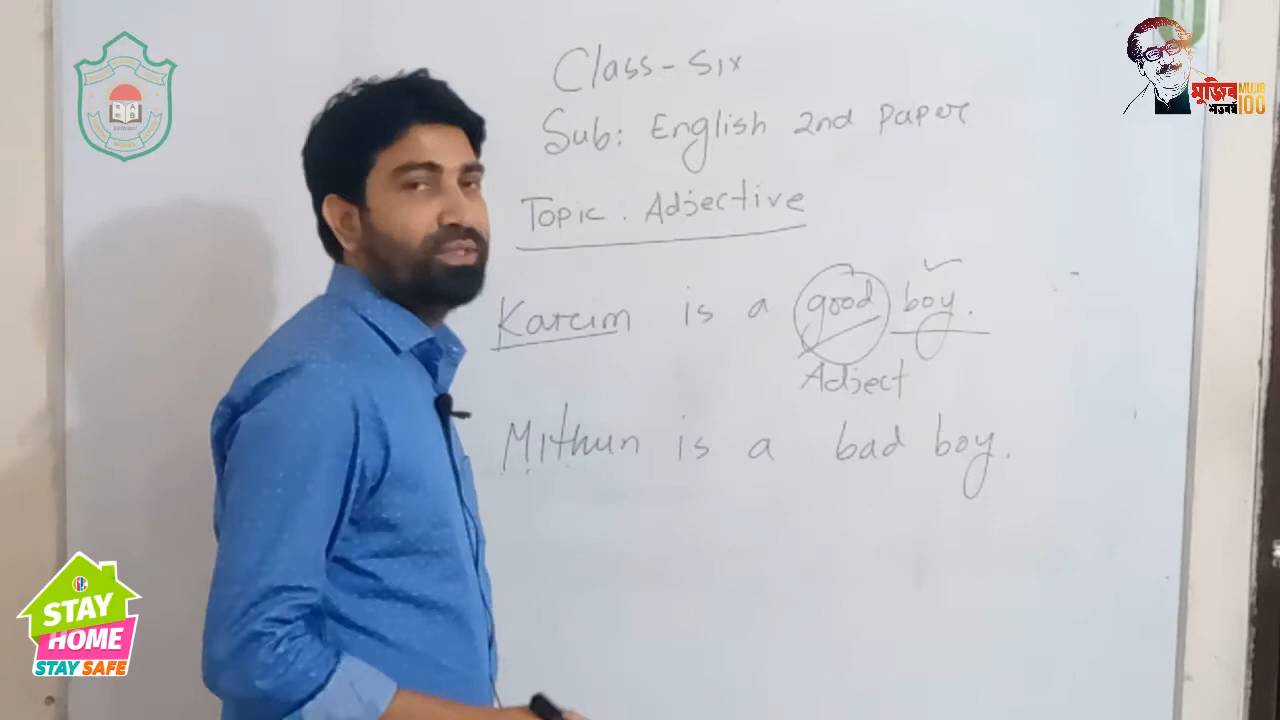 Class - Six
Sub: English 2nd Paper
Topic. Adjective
Karim is a good boy.
Adject
Mithun is a bad boy.
মুজিব MUJIB
শতবর্ষ 100
STAY
HOME
STAY SAFE